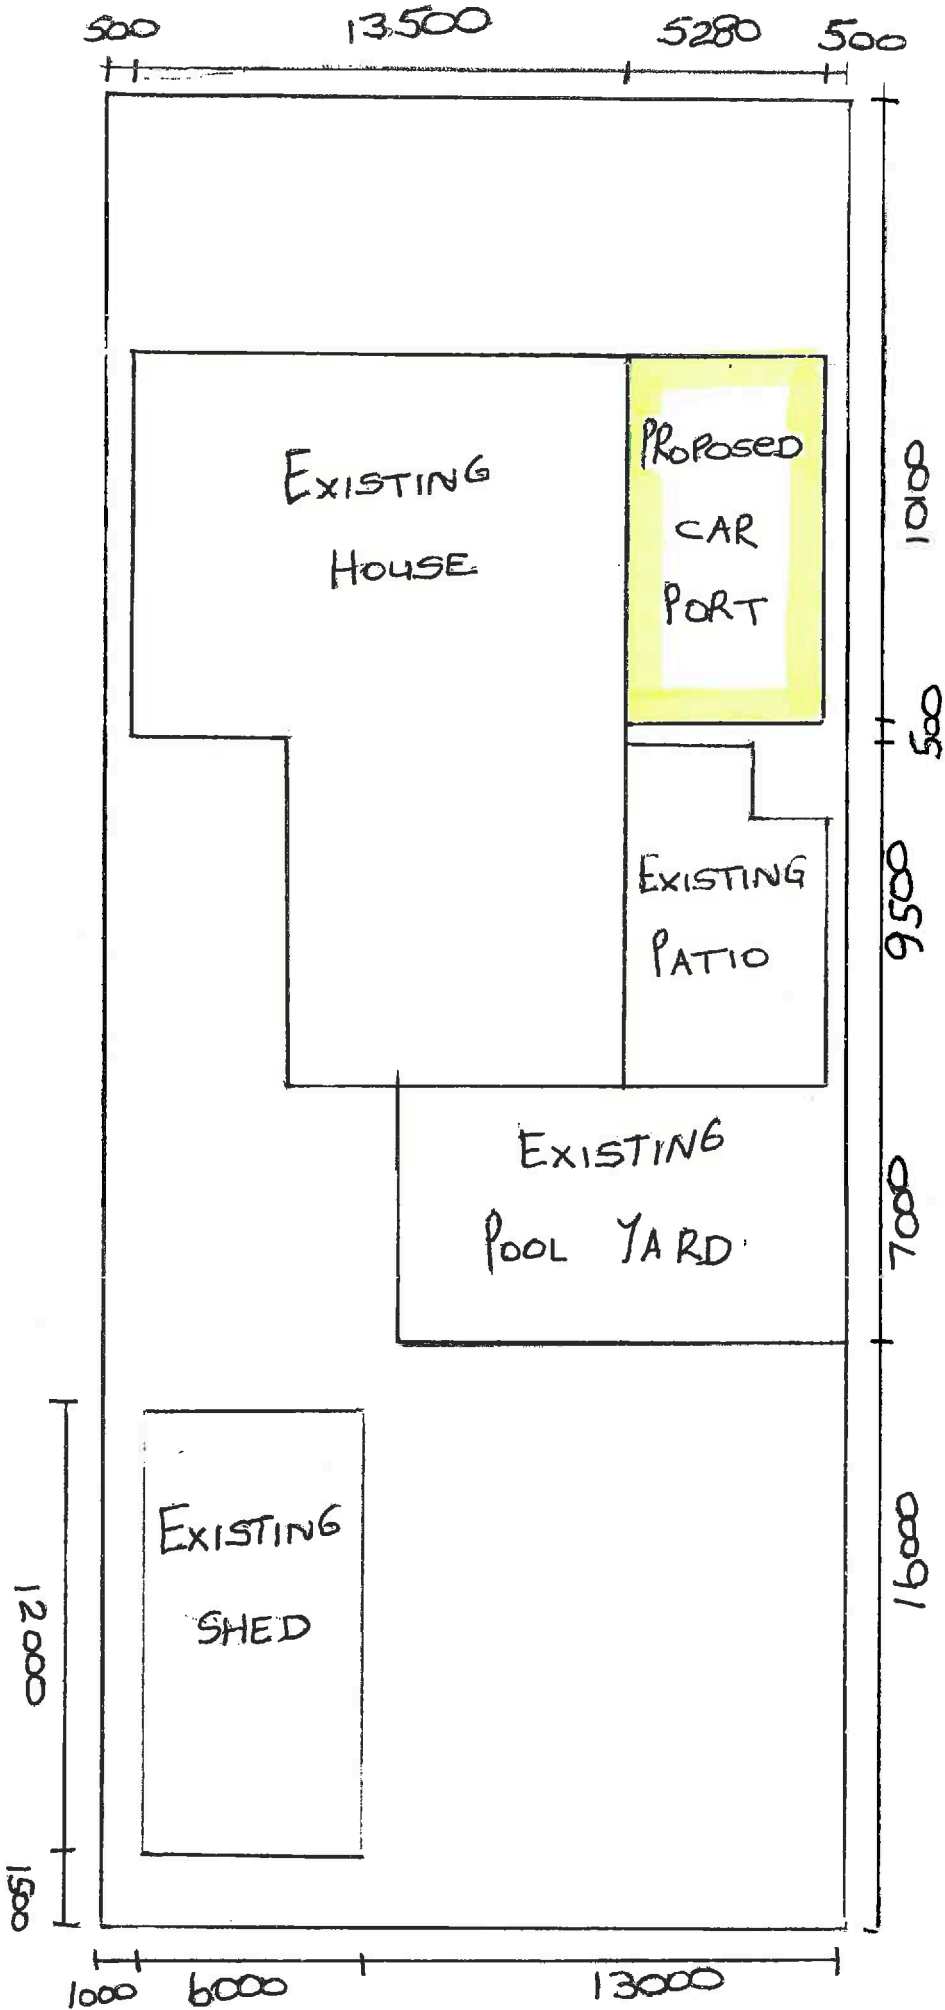 500 13500 5280 500
EXISTING
HOUSE
PROPOSED
CAR
PORT
10100
500
EXISTING
PATIO
9500
EXISTING
POOL YARD
7000
EXISTING
SHED
12000
1500
16000
1000 6000 13000